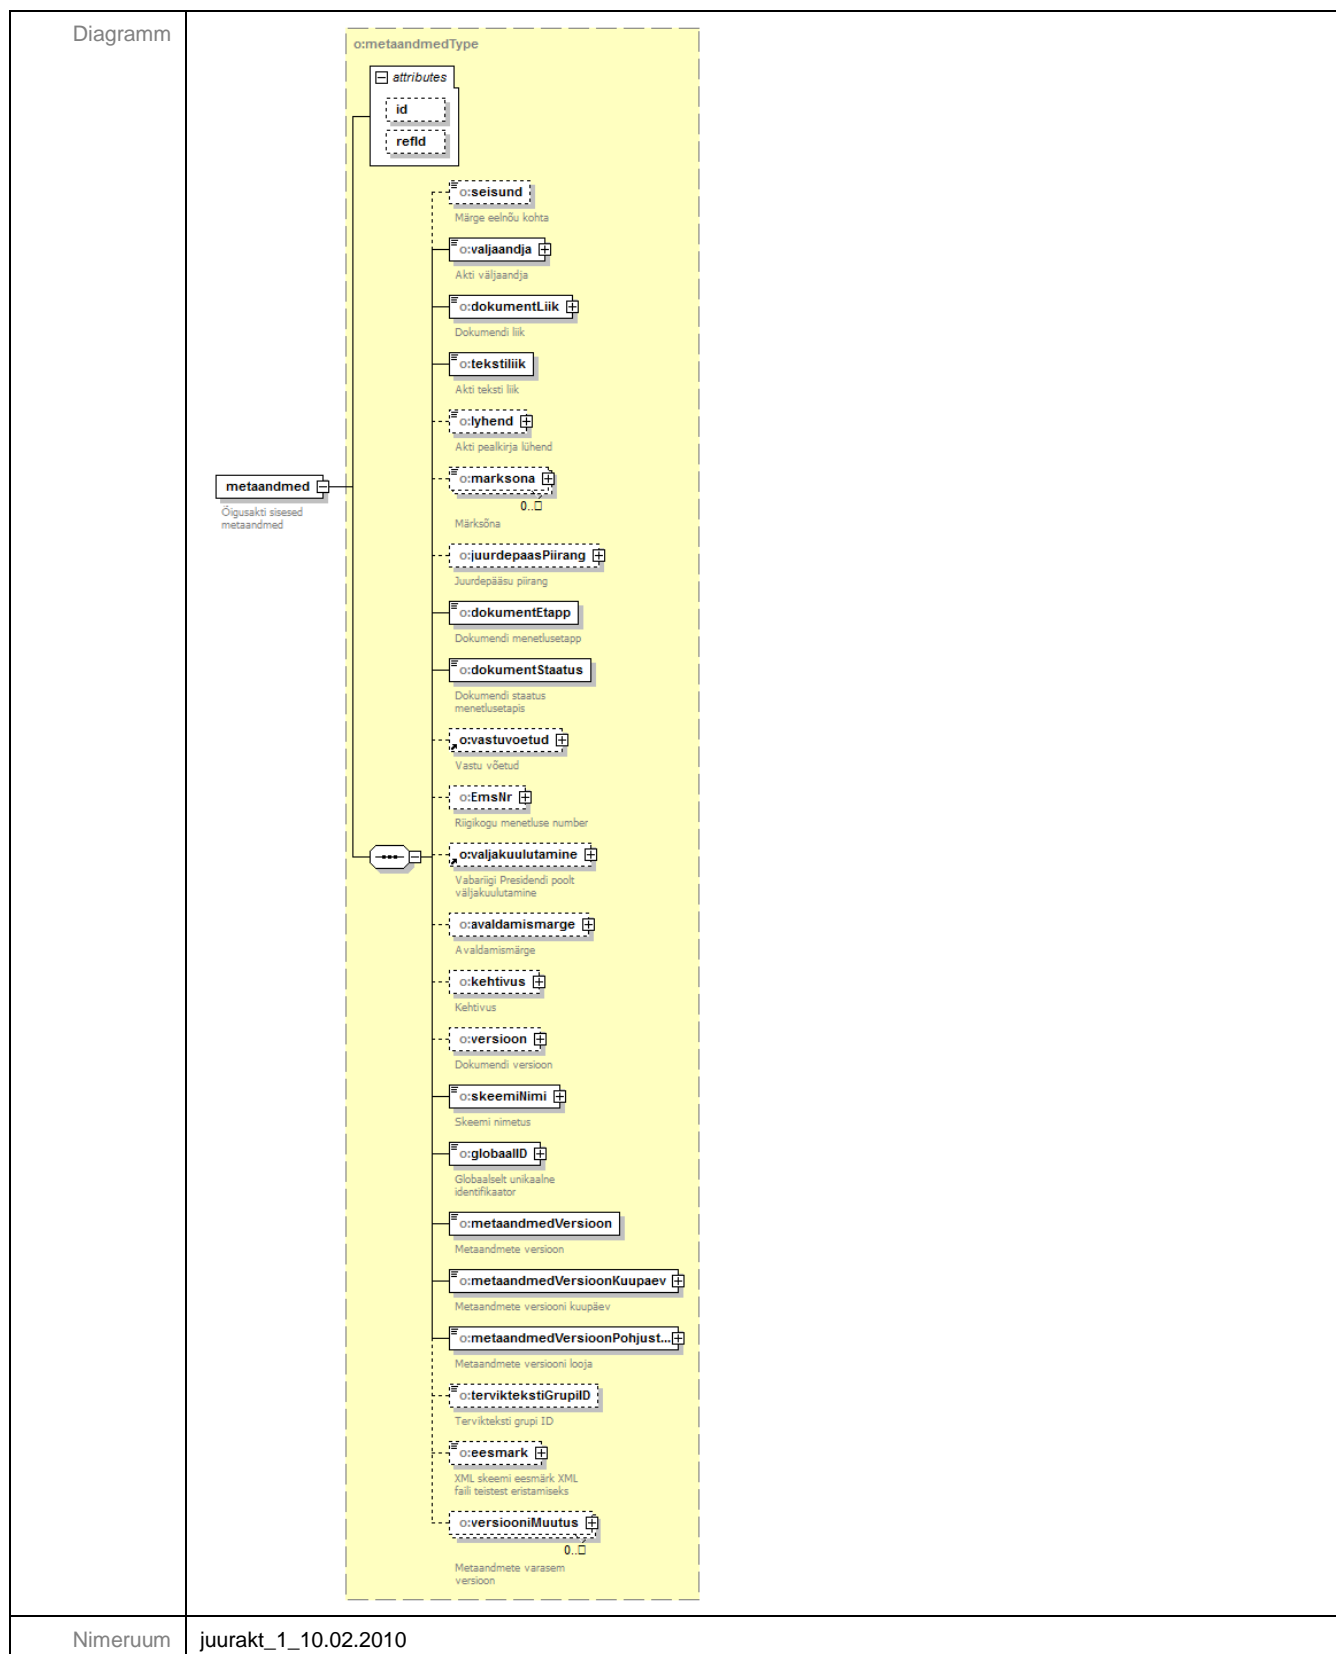 Diagramm
o:metaandmedType
attributes
id
refId
o:seisund
Märge eelnõu kohta
o:valjaandja
Akti väljaandja
o:dokumentLiik
Dokumendi liik
o:tekstiliik
Akti teksti liik
o:lyhend
Akti pealkirja lühend
o:marksona
0..□
Märksõna
metaandmed
Õigusakti sisesed
metaandmed
o:juurdepaasPiirang
Juurdepääsu piirang
o:dokumentEtapp
Dokumendi menetlusetapp
o:dokumentStaatus
Dokumendi staatus
menetlusetapis
o:vastuvoetud
Vastu võetud
o:EmsNr
Riigikogu menetluse number
o:valjakuulutamine
Vabariigi Presidendi poolt
väljakuulutamine
o:avaldamismarge
Avaldamismärge
o:kehtivus
Kehtivus
o:versioon
Dokumendi versioon
o:skeemiNimi
Skeemi nimetus
o:globaalID
Globaalselt unikaalne
identifikaator
o:metaandmedVersioon
Metaandmete versioon
o:metaandmedVersioonKuupaev
Metaandmete versiooni kuupäev
o:metaandmedVersioonPohjust...
Metaandmete versiooni looja
o:terviktekstiGrupiID
Tervikteksti grupi ID
o:eesmark
XML skeemi eesmärk XML
faili teistest eristamiseks
o:versiooniMuutus
0..□
Metaandmete varasem
versioon
Nimeruum
juurakt_1_10.02.2010